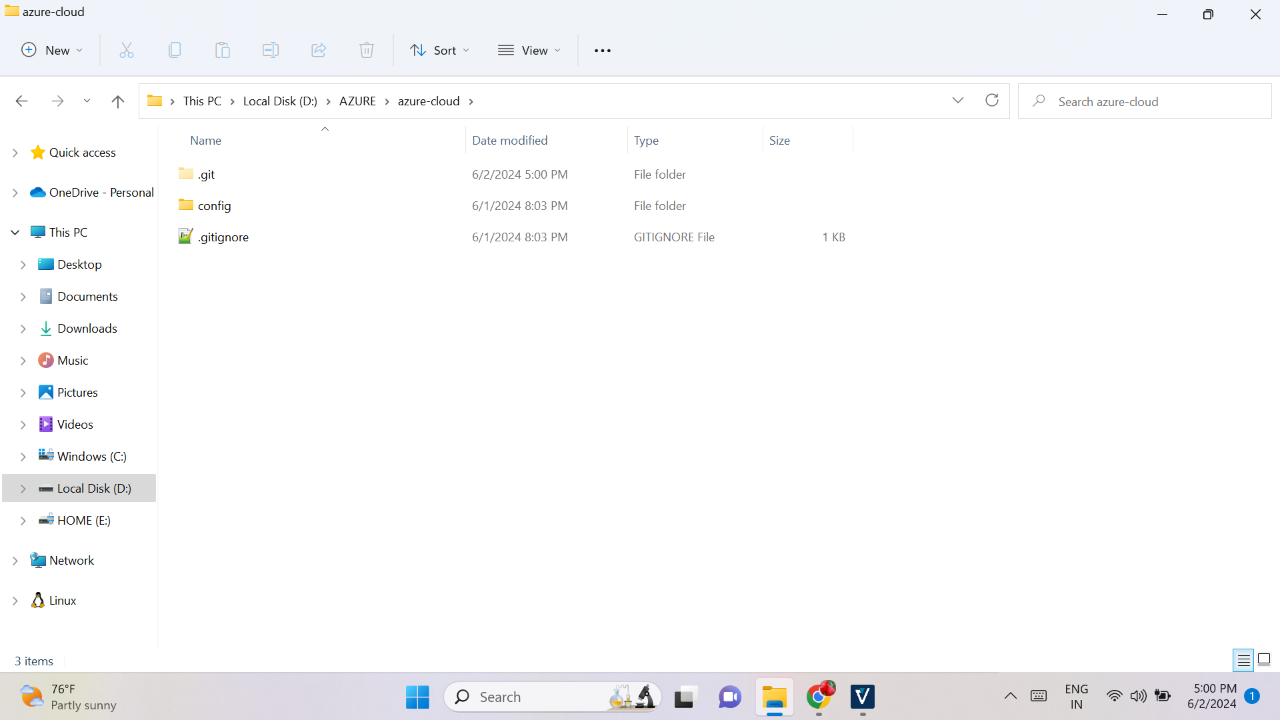 azure-cloud
New
Sort
View
This PC
Local Disk (D:)
AZURE
azure-cloud
Search azure-cloud
Name
Date modified
Type
Size
.git
6/2/2024 5:00 PM
File folder
config
6/1/2024 8:03 PM
File folder
.gitignore
6/1/2024 8:03 PM
GITIGNORE File
1 KB
Quick access
OneDrive - Personal
This PC
Desktop
Documents
Downloads
Music
Pictures
Videos
Windows (C:)
Local Disk (D:)
HOME (E:)
Network
Linux
3 items
76°F
Partly sunny
Search
ENG
IN
5:00 PM
6/2/2024
1